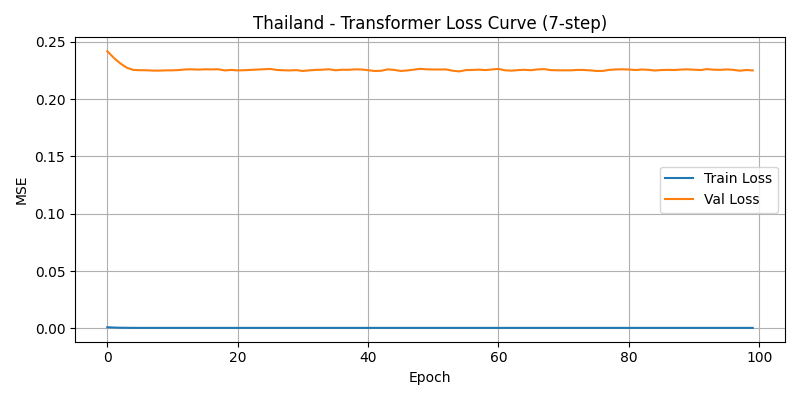 Thailand - Transformer Loss Curve (7-step)
0.25
0.20
0.15
0.10
0.05
0.00
MSE
Train Loss
Val Loss
0 20 40 60 80 100
Epoch